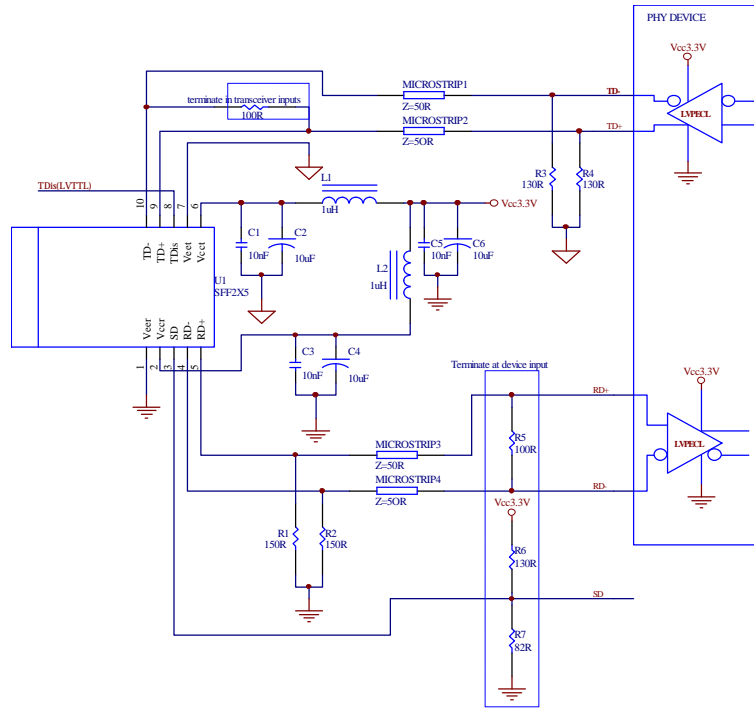 PHY DEVICE
Vcc3.3V
MICROSTRIP1
terminate in transceiver inputs
100R
Z=50R
TD-
LVPECL
MICROSTRIP2
TD+
Z=5OR
R3
130R
R4
130R
TDis(LVTTL)
10
9
8
7
6
L1
1uH
Vcc3.3V
C1
10nF
C2
10uF
C5
10nF
C6
10uF
TD-
TD+
TDis
Veet
Vcct
L2
1uH
U1
SFF2X5
Veer
Vccr
SD
RD-
RD+
1
2
3
4
5
C3
10nF
C4
10uF
Terminate at device input
Vcc3.3V
RD+
R5
100R
LVPECL
MICROSTRIP3
Z=50R
MICROSTRIP4
Z=5OR
RD-
Vcc3.3V
R1
150R
R2
150R
R6
130R
SD
R7
82R